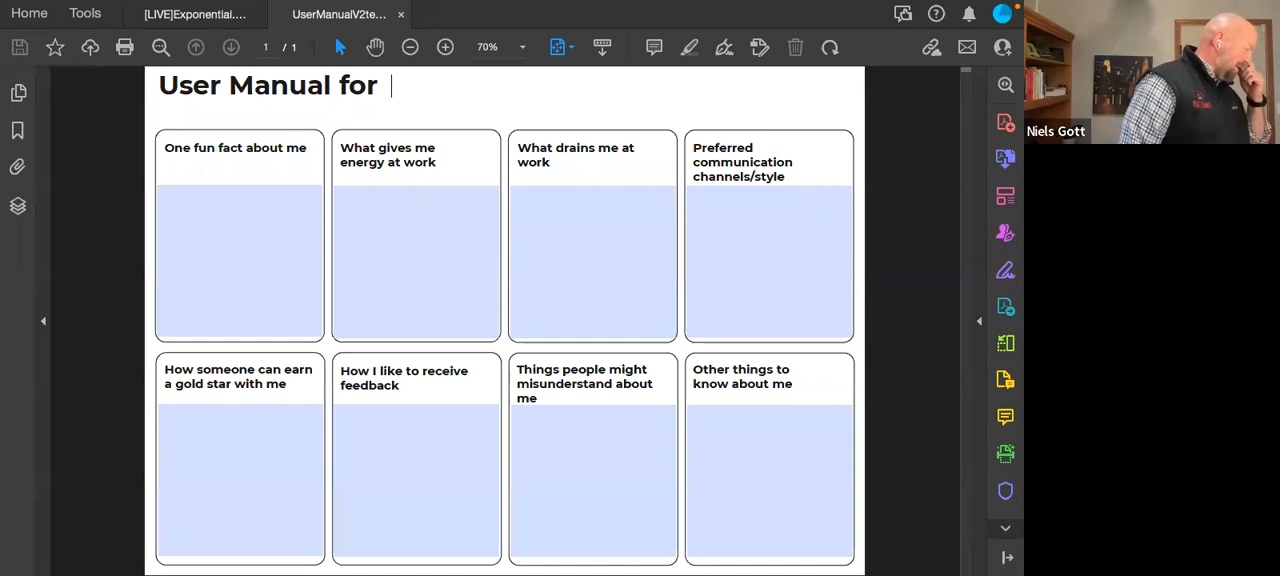 Home
Tools
[LIVE]Exponential....
UserManualV2te...
1 / 1
70%
User Manual for
One fun fact about me
What gives me
energy at work
What drains me at
work
Preferred
communication
channels/style
How someone can earn
a gold star with me
How I like to receive
feedback
Things people might
misunderstand about
me
Other things to
know about me
Niels Gott